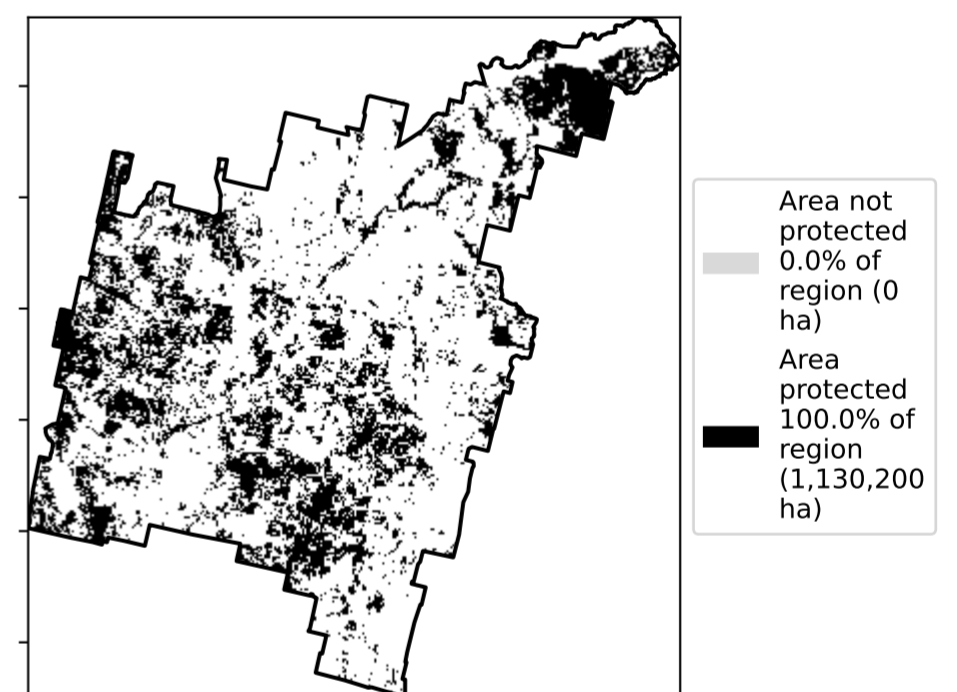 Area not
protected
0.0% of
region (0
ha)
Area
protected
100.0% of
region
(1,130,200
ha)